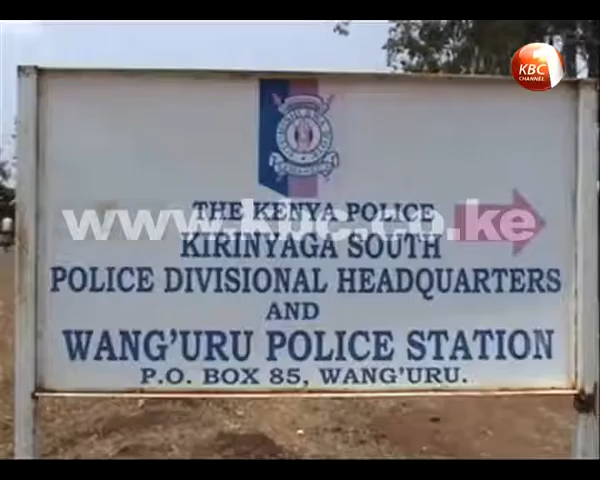 KBC
CHANNEL 1
www.kbc.co.ke
THE KENYA POLICE
KIRINYAGA SOUTH
POLICE DIVISIONAL HEADQUARTERS
AND
WANG'URU POLICE STATION
P.O. BOX 85, WANG'URU.